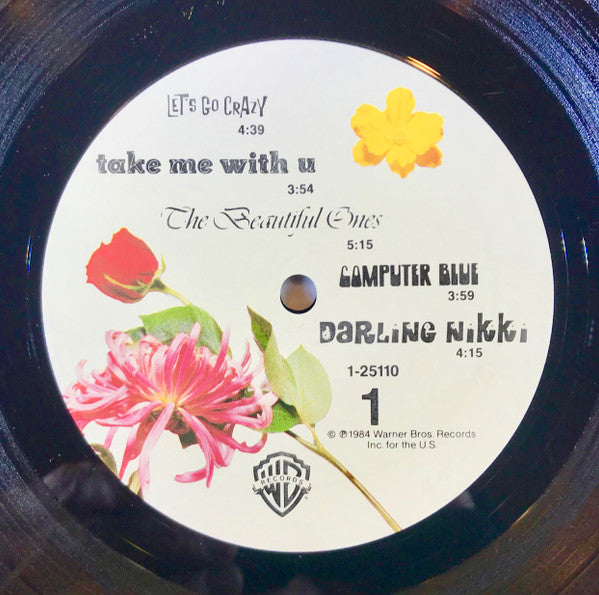 LET'S GO CRAZY
4:39
take me with u
3:54
The Beautiful Ones
5:15
COMPUTER BLUE
3:59
DARLING NIKKI
4:15
1-25110
1
© ℗1984 Warner Bros. Records
Inc. for the U.S.
WB
RECORDS